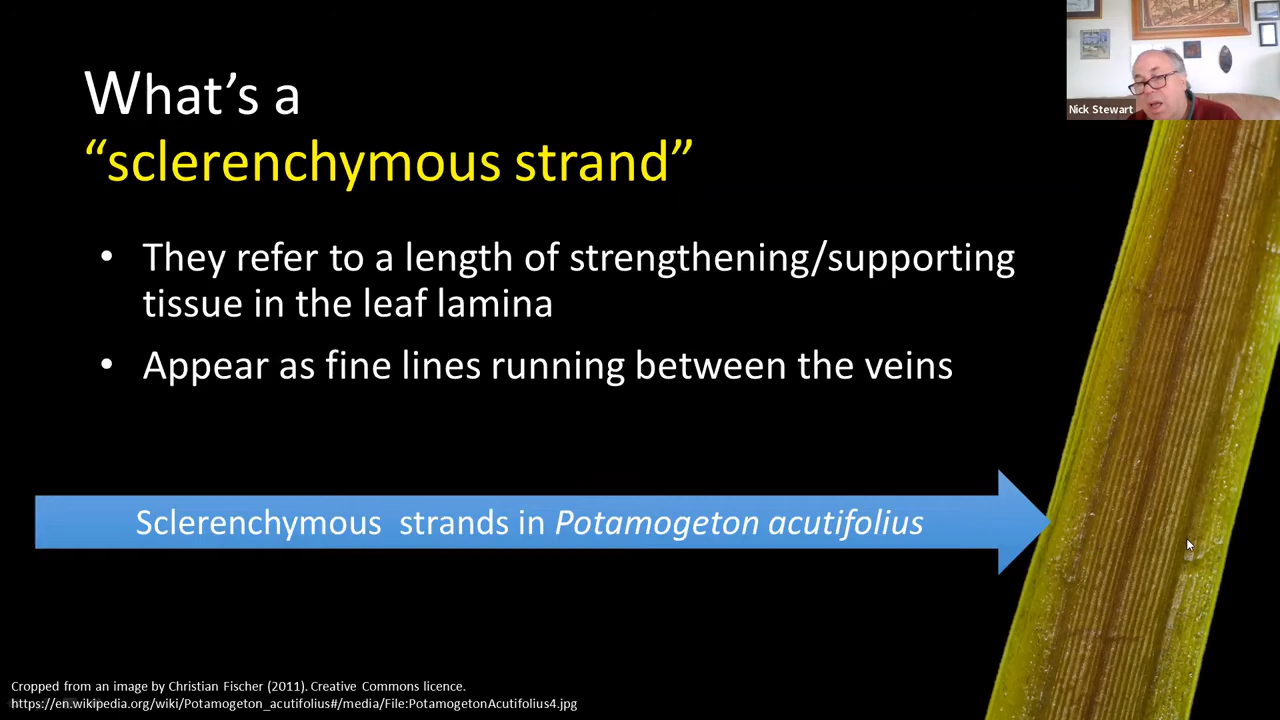 What's a
“sclerenchymous strand”
• They refer to a length of strengthening/supporting
tissue in the leaf lamina
• Appear as fine lines running between the veins
Sclerenchymous strands in Potamogeton acutifolius
Cropped from an image by Christian Fischer (2011). Creative Commons licence.
https://en.wikipedia.org/wiki/Potamogeton_acutifolius#/media/File:PotamogetonAcutifolius4.jpg
Nick Stewart